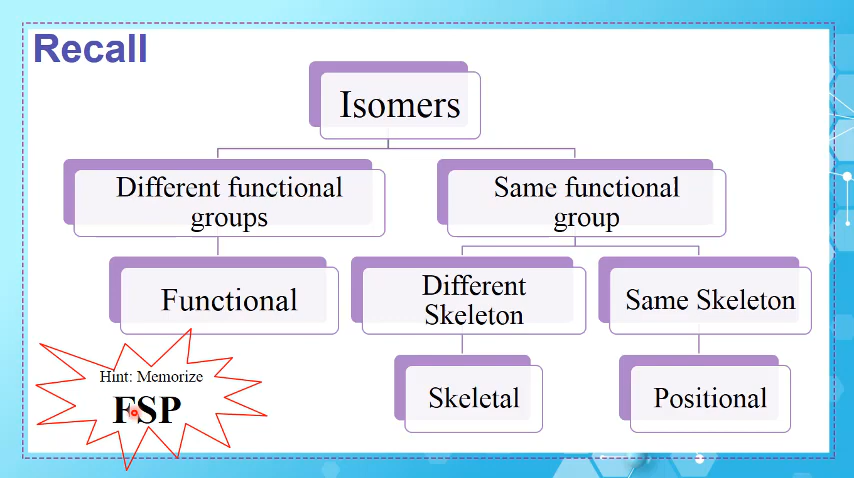 Recall
Isomers
Different functional
groups
Same functional
group
Functional
Different
Skeleton
Same Skeleton
Skeletal
Positional
Hint: Memorize
FSP